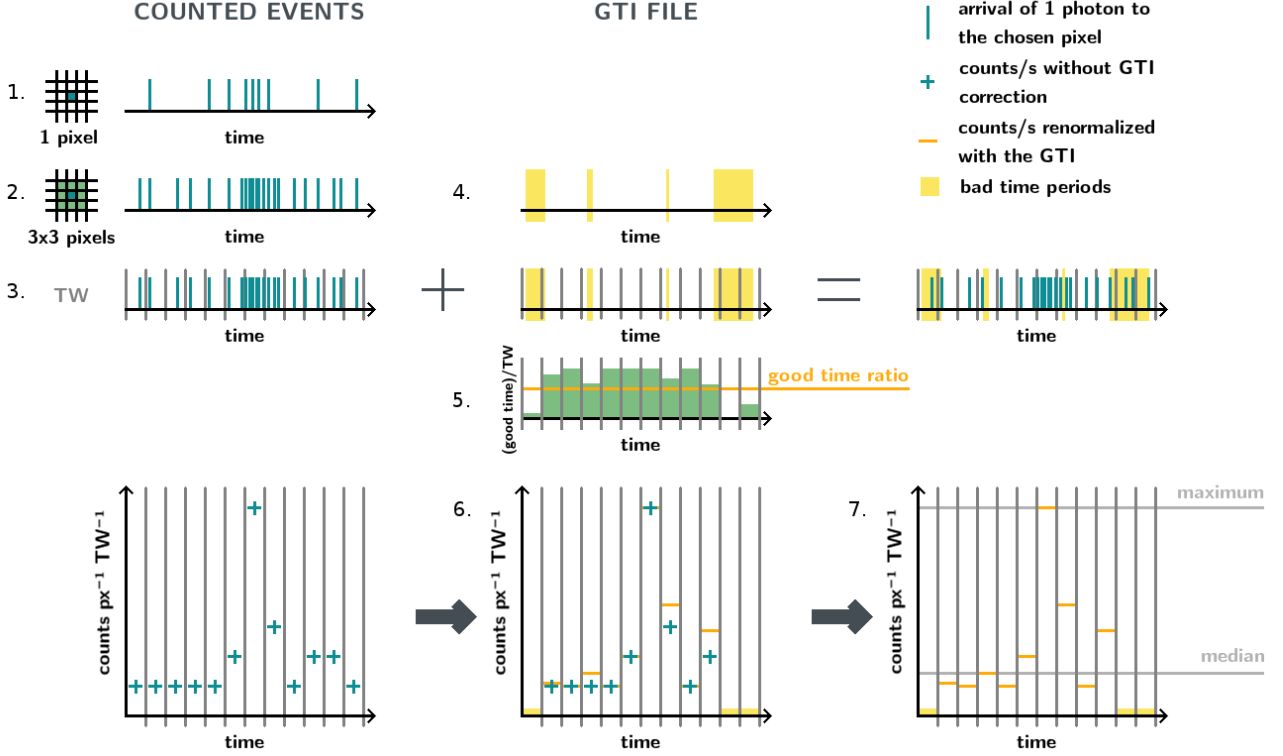 COUNTED EVENTS
GTI FILE
arrival of 1 photon to
the chosen pixel
counts/s without GTI
correction
counts/s renormalized
with the GTI
bad time periods
1.
1 pixel
time
2.
3x3 pixels
time
4.
time
3.
TW
time
time
time
5.
(good time)/TW
good time ratio
time
counts px⁻¹ TW⁻¹
time
6.
counts px⁻¹ TW⁻¹
time
7.
counts px⁻¹ TW⁻¹
maximum
median
time